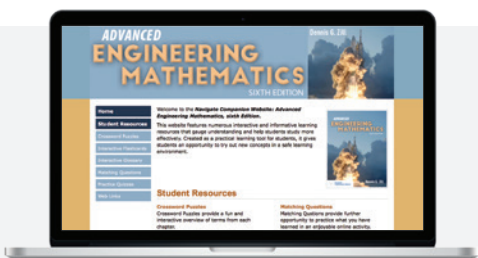 ADVANCED
ENGINEERING
MATHEMATICS
SIXTH EDITION
Dennis G. Zill
Home
Student Resources
Crossword Puzzles
Interactive Flashcards
Interactive Glossary
Matching Questions
Practice Quizzes
Web Links
Welcome to the Navigate Companion Website: Advanced
Engineering Mathematics, sixth Edition.
This website features numerous interactive and informative learning
resources that gauge understanding and help students study more
effectively. Created as a practical learning tool for students, it gives
students an opportunity to try out new concepts in a safe learning
environment.
ADVANCED
ENGINEERING
MATHEMATICS
Student Resources
Crossword Puzzles
Crossword Puzzles provide a fun and
interactive overview of terms from each
chapter.
Matching Questions
Matching Qustions provide further
opportunity to practice what you have
learned in an enjoyable online activity.